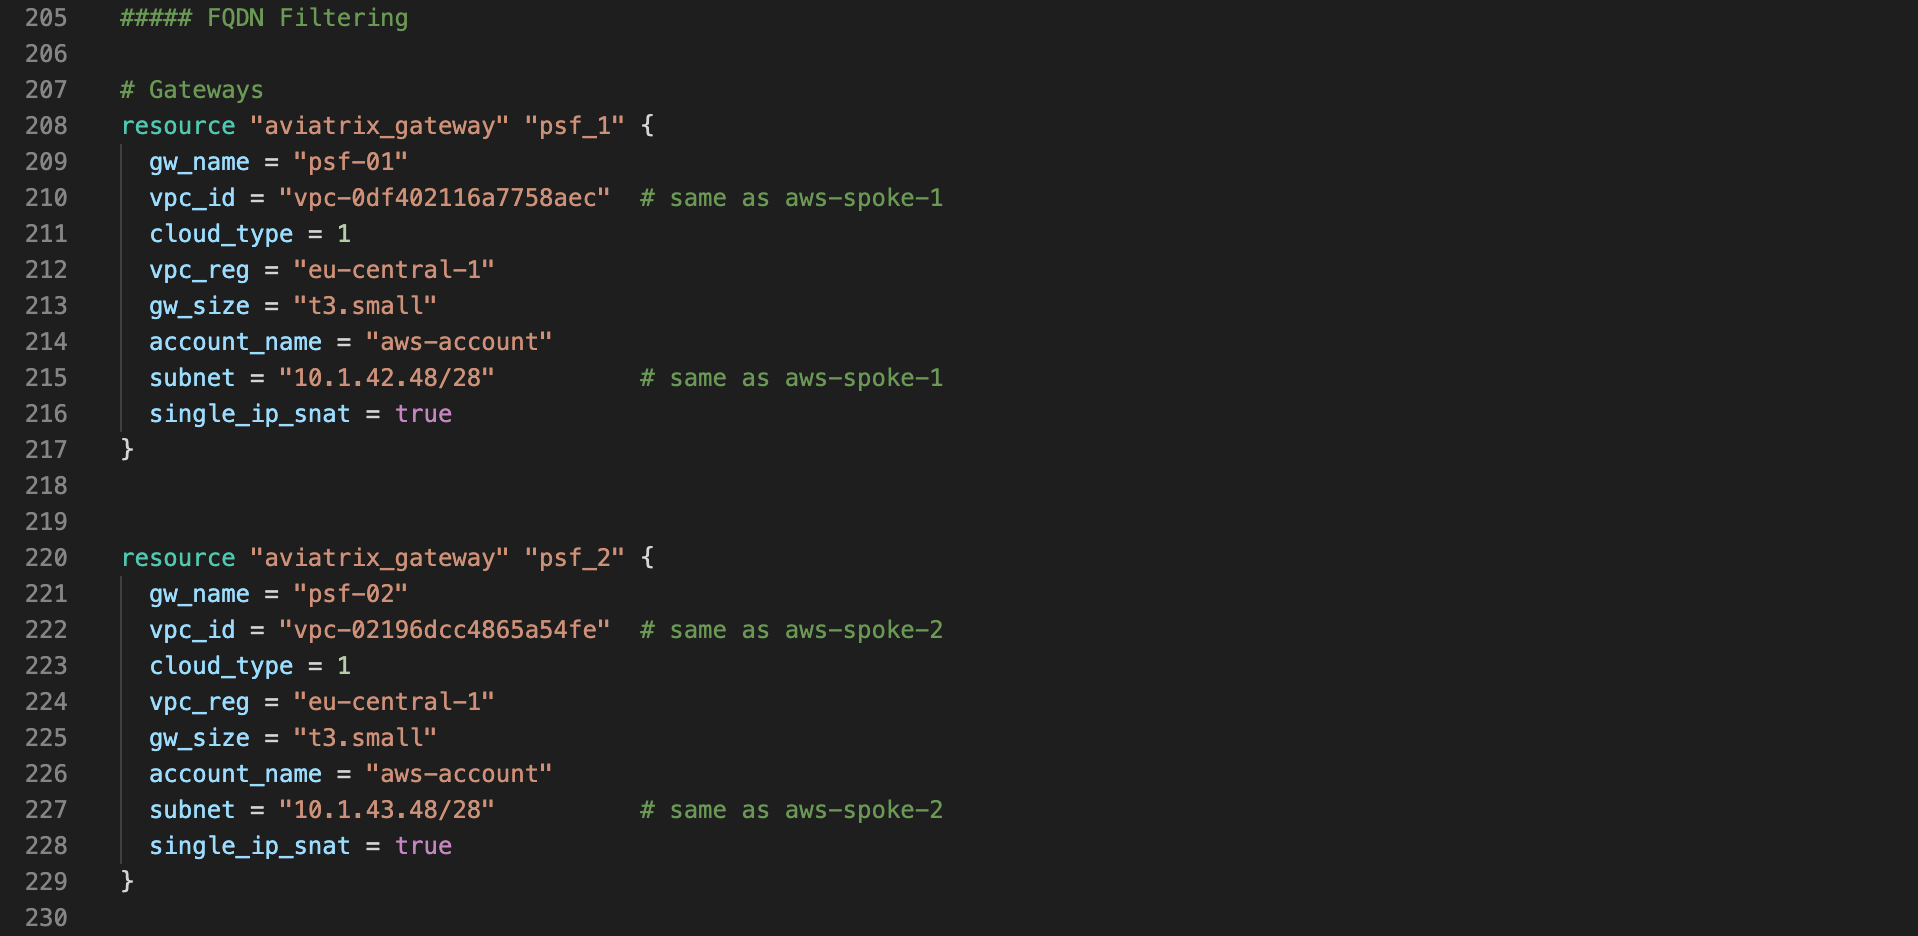 205 ##### FQDN Filtering
206
207 # Gateways
208 resource "aviatrix_gateway" "psf_1" {
209   gw_name = "psf-01"
210   vpc_id = "vpc-0df402116a7758aec"  # same as aws-spoke-1
211   cloud_type = 1
212   vpc_reg = "eu-central-1"
213   gw_size = "t3.small"
214   account_name = "aws-account"
215   subnet = "10.1.42.48/28"          # same as aws-spoke-1
216   single_ip_snat = true
217 }
218
219
220 resource "aviatrix_gateway" "psf_2" {
221   gw_name = "psf-02"
222   vpc_id = "vpc-02196dcc4865a54fe"  # same as aws-spoke-2
223   cloud_type = 1
224   vpc_reg = "eu-central-1"
225   gw_size = "t3.small"
226   account_name = "aws-account"
227   subnet = "10.1.43.48/28"          # same as aws-spoke-2
228   single_ip_snat = true
229 }
230